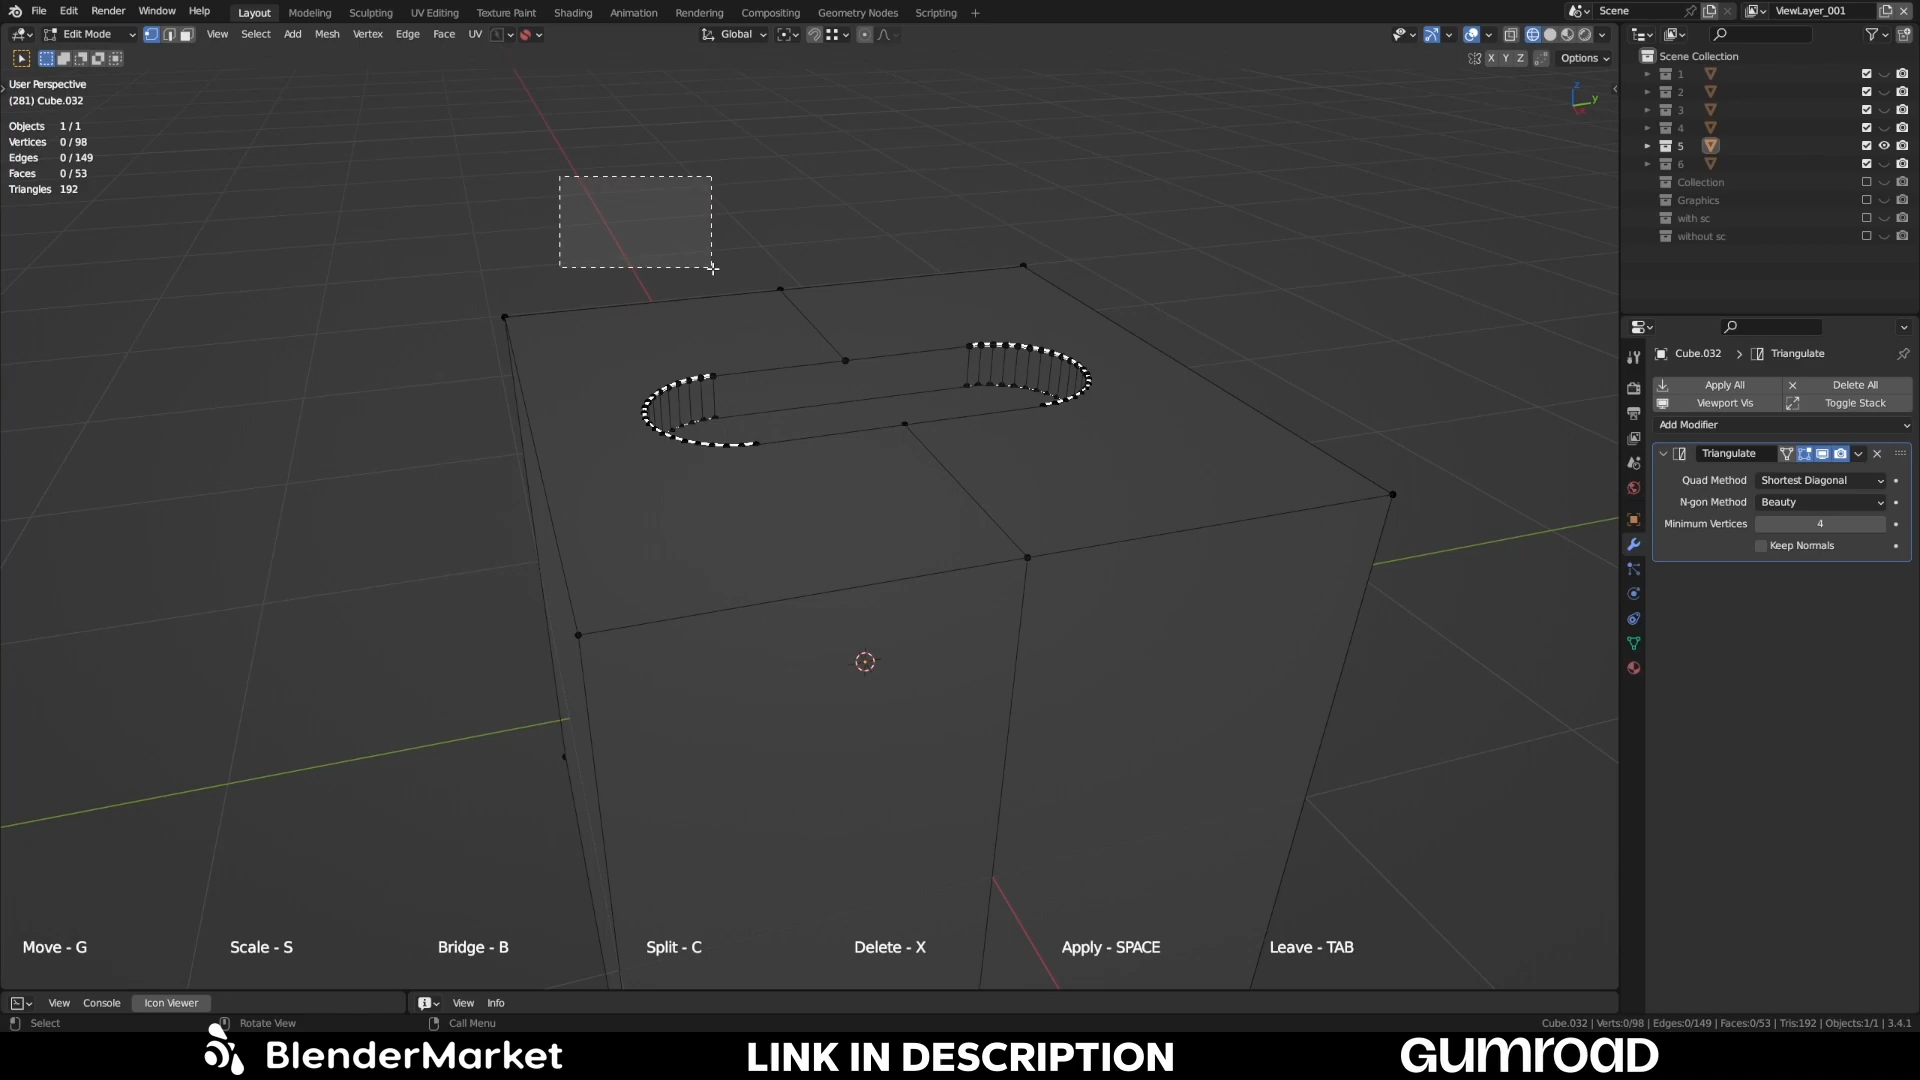 File Edit Render Window Help Layout Modeling Sculpting UV Editing Texture Paint Shading Animation Rendering Compositing Geometry Nodes Scripting + Scene ViewLayer_001
Edit Mode View Select Add Mesh Vertex Edge Face UV Global
X Y Z Options
User Perspective
(281) Cube.032
Objects 1 / 1
Vertices 0 / 98
Edges 0 / 149
Faces 0 / 53
Triangles 192
Z
Y
Scene Collection
1
2
3
4
5
6
Collection
Graphics
with sc
without sc
Cube.032 > Triangulate
Apply All Delete All
Viewport Vis Toggle Stack
Add Modifier
Triangulate
Quad Method Shortest Diagonal
N-gon Method Beauty
Minimum Vertices 4
Keep Normals
Move - G Scale - S Bridge - B Split - C Delete - X Apply - SPACE Leave - TAB
View Console Icon Viewer View Info
Select Rotate View Call Menu Cube.032 | Verts:0/98 | Edges:0/149 | Faces:0/53 | Tris:192 | Objects:1/1 | 3.4.1
BlenderMarket LINK IN DESCRIPTION GUMROAD